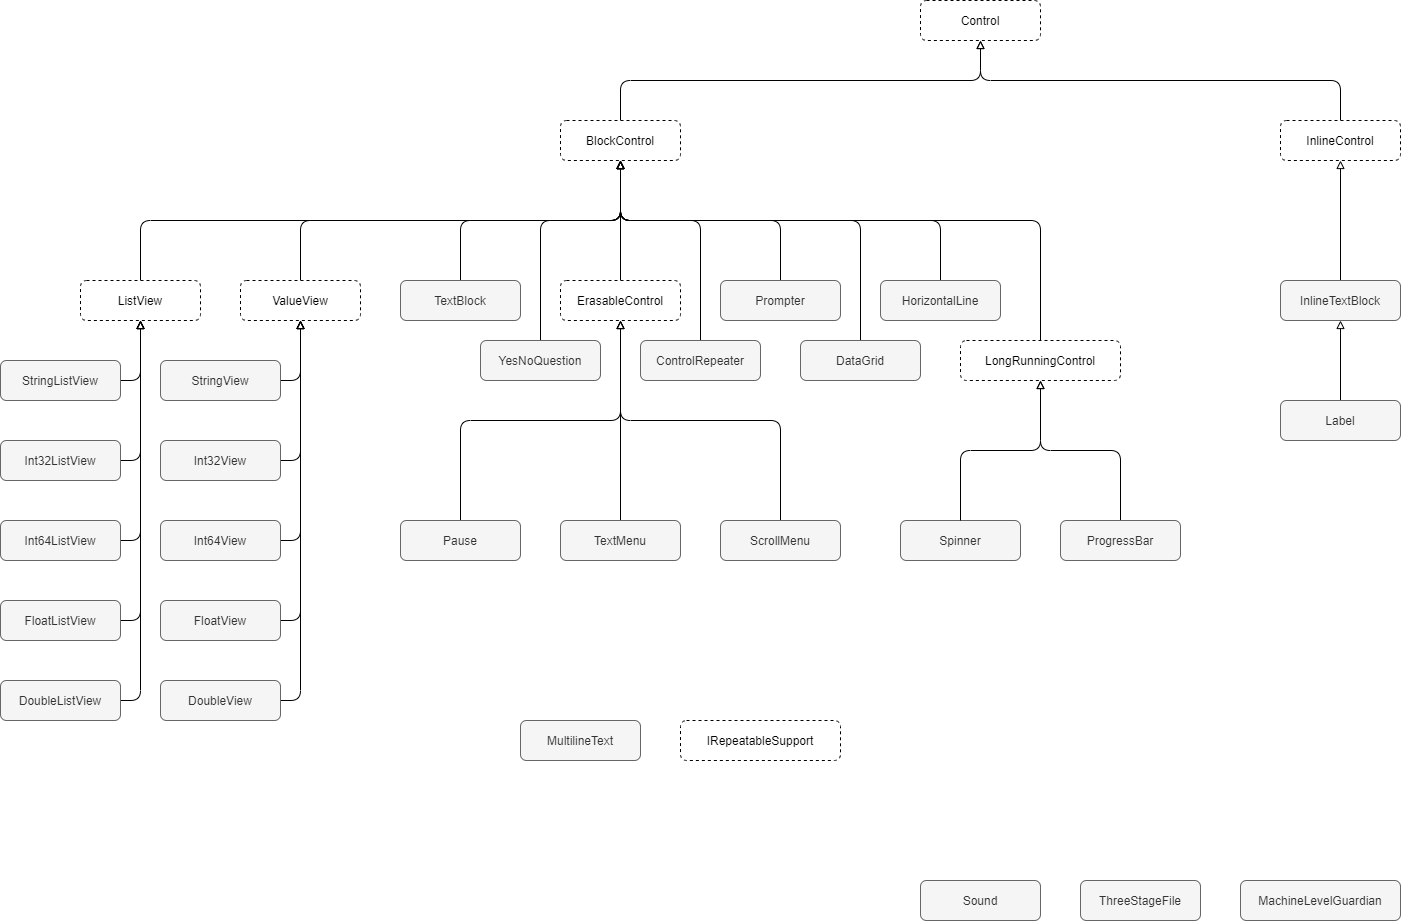 Control
BlockControl
InlineControl
ListView
ValueView
TextBlock
ErasableControl
Prompter
HorizontalLine
InlineTextBlock
YesNoQuestion
ControlRepeater
DataGrid
LongRunningControl
StringListView
StringView
Label
Int32ListView
Int32View
Int64ListView
Int64View
Pause
TextMenu
ScrollMenu
Spinner
ProgressBar
FloatListView
FloatView
DoubleListView
DoubleView
MultilineText
IRepeatableSupport
Sound
ThreeStageFile
MachineLevelGuardian